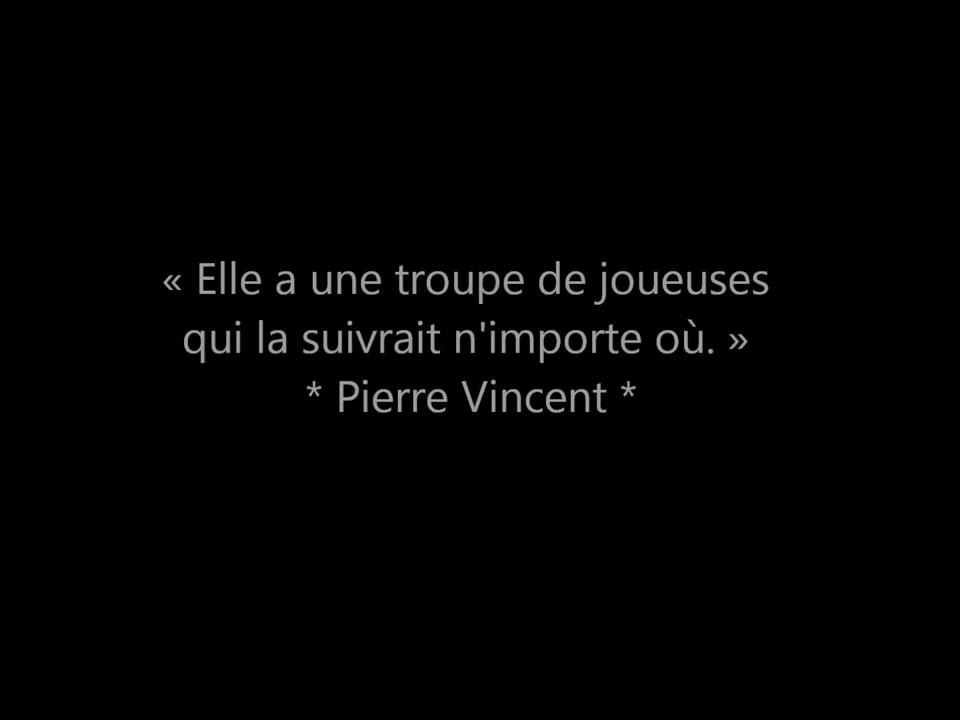 « Elle a une troupe de joueuses
qui la suivrait n'importe où. »
* Pierre Vincent *